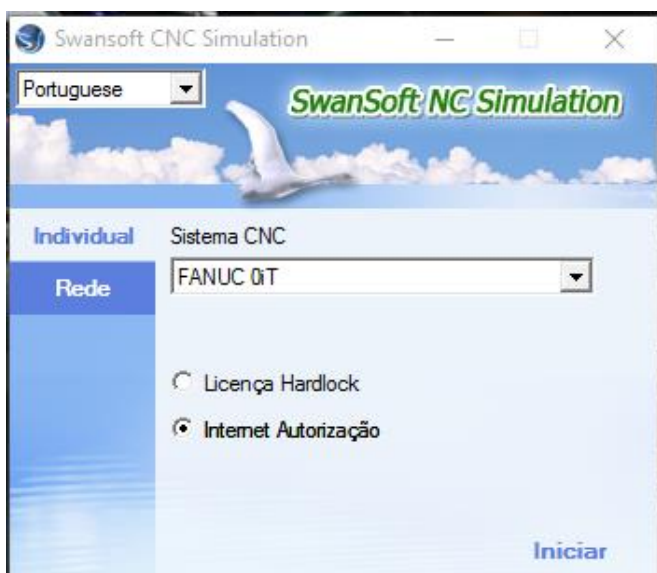 Swansoft CNC Simulation
Portuguese
SwanSoft NC Simulation
Individual
Sistema CNC
FANUC 0iT
Rede
Licença Hardlock
Internet Autorização
Iniciar